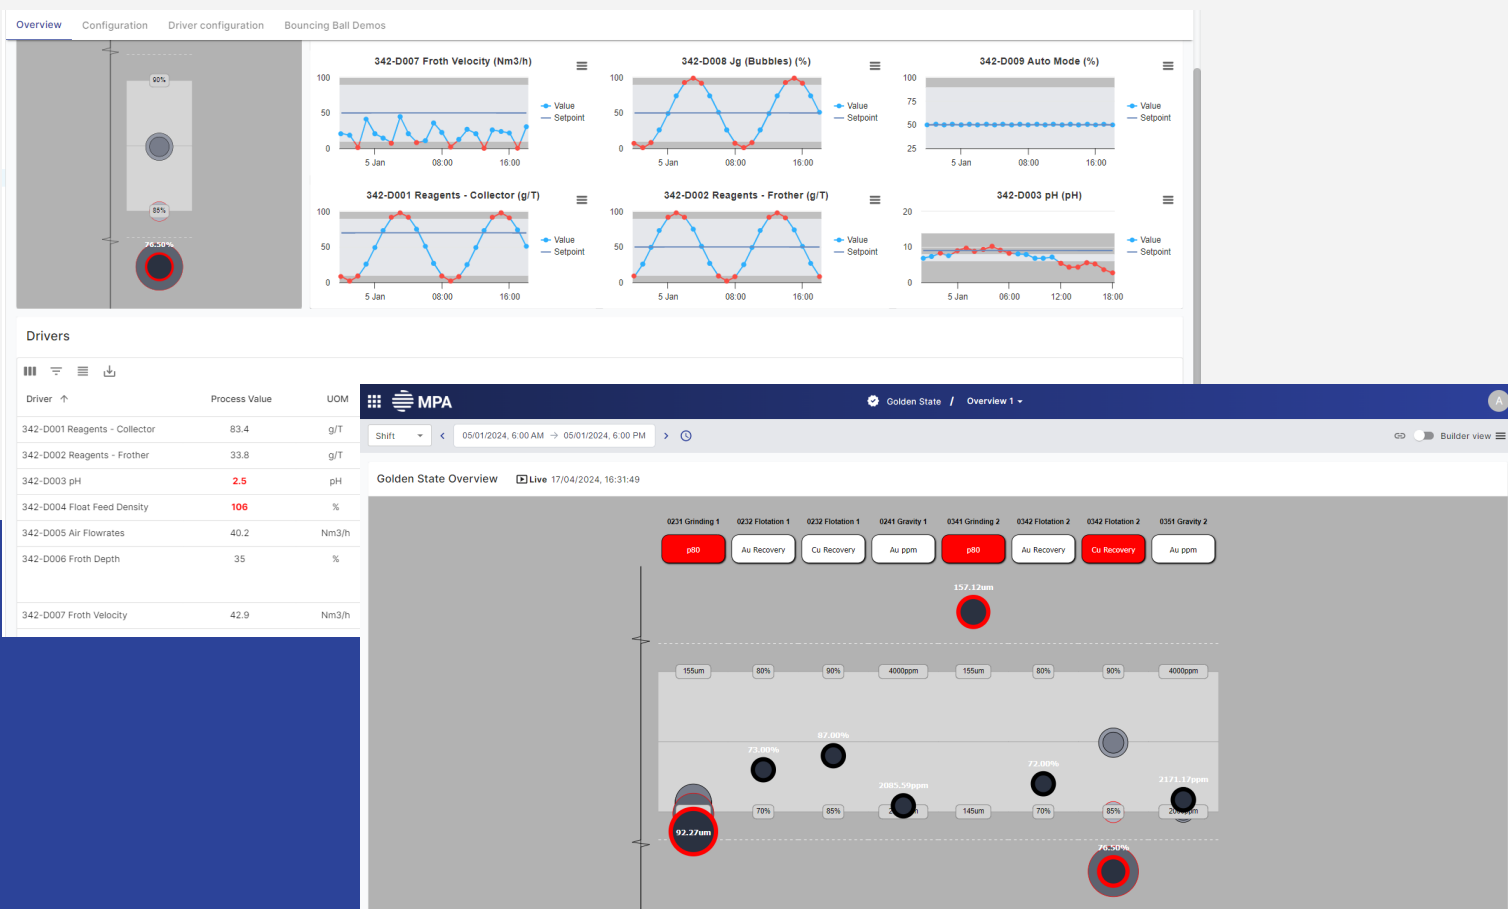 Overview Configuration Driver configuration Bouncing Ball Demos
90%
85%
76.50%
342-D007 Froth Velocity (Nm3/h)
100
50
0
5 Jan 08:00 16:00
Value
Setpoint
342-D008 Jg (Bubbles) (%)
100
50
0
5 Jan 08:00 16:00
Value
Setpoint
342-D009 Auto Mode (%)
100
75
50
25
5 Jan 08:00 16:00
Value
Setpoint
342-D001 Reagents - Collector (g/T)
100
50
0
5 Jan 08:00 16:00
Value
Setpoint
342-D002 Reagents - Frother (g/T)
100
50
0
5 Jan 08:00 16:00
Value
Setpoint
342-D003 pH (pH)
20
10
0
5 Jan 06:00 12:00 18:00
Value
Setpoint
Drivers
Driver Process Value UOM
342-D001 Reagents - Collector 83.4 g/T
342-D002 Reagents - Frother 33.8 g/T
342-D003 pH 2.5 pH
342-D004 Float Feed Density 106 %
342-D005 Air Flowrates 40.2 Nm3/h
342-D006 Froth Depth 35 %
342-D007 Froth Velocity 42.9 Nm3/h
MPA
Golden State / Overview 1
A
Shift 05/01/2024, 6:00 AM → 05/01/2024, 6:00 PM
Builder view
Golden State Overview Live 17/04/2024, 16:31:49
0231 Grinding 1 0232 Flotation 1 0232 Flotation 1 0241 Gravity 1 0341 Grinding 2 0342 Flotation 2 0342 Flotation 2 0351 Gravity 2
p80 Au Recovery Cu Recovery Au ppm p80 Au Recovery Cu Recovery Au ppm
157.12um
155um 80% 90% 4000ppm 155um 80% 90% 4000ppm
87.00%
73.00%
72.00%
2171.17ppm
2085.59ppm
70% 85% 145um 70% 85%
92.27um
76.50%